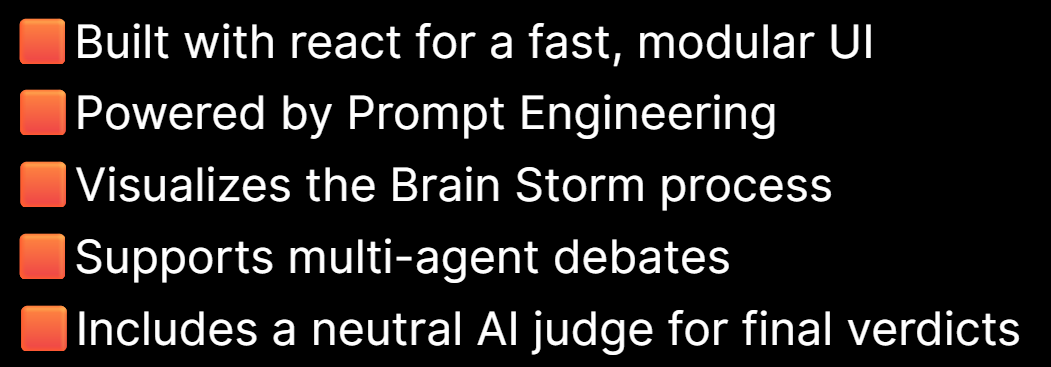 Built with react for a fast, modular UI
Powered by Prompt Engineering
Visualizes the Brain Storm process
Supports multi-agent debates
Includes a neutral AI judge for final verdicts